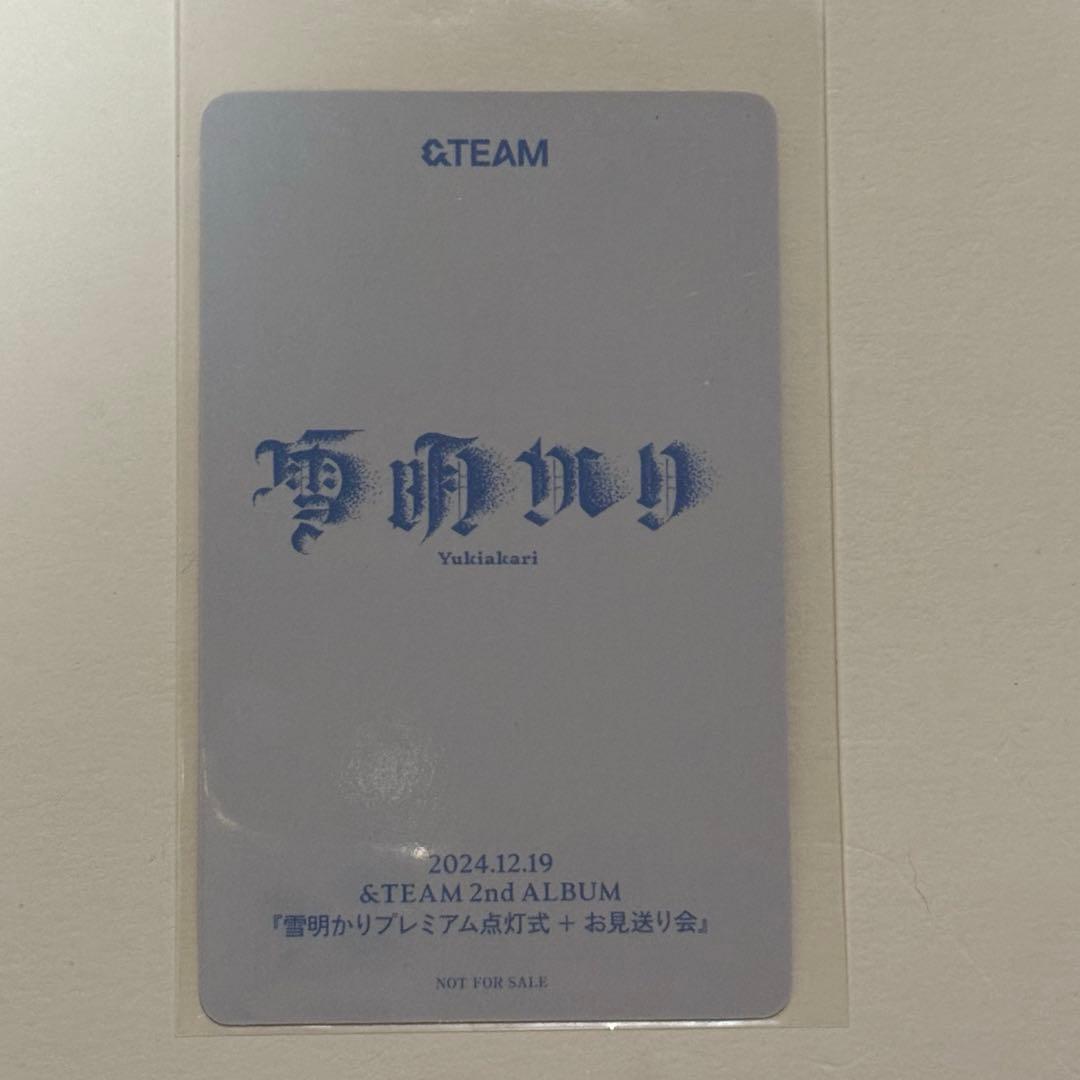 &TEAM
雪明かり
Yukiakari
2024.12.19
&TEAM 2nd ALBUM
『雪明かりプレミアム点灯式 + お見送り会』
NOT FOR SALE